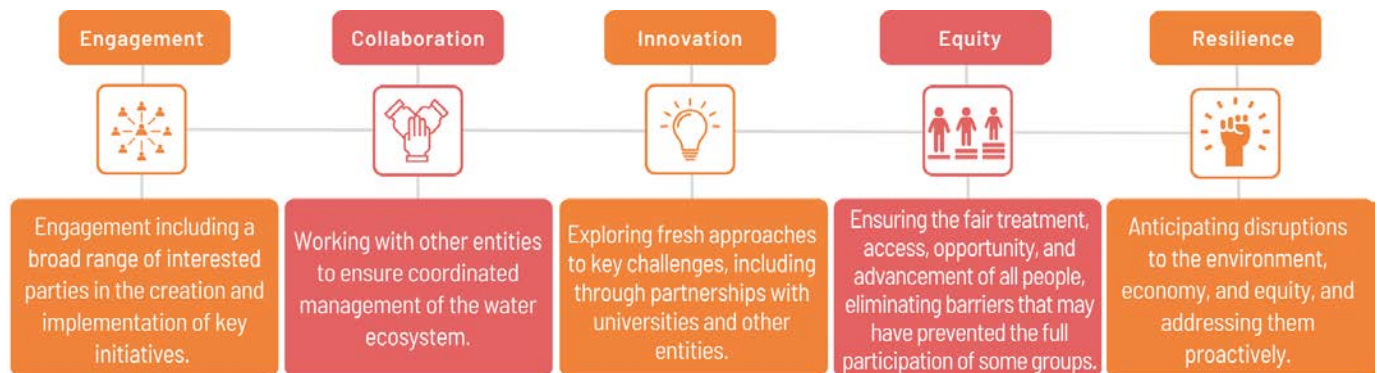 Engagement
Collaboration
Innovation
Equity
Resilience
Engagement including a
broad range of interested
parties in the creation and
implementation of key
initiatives.
Working with other entities
to ensure coordinated
management of the water
ecosystem.
Exploring fresh approaches
to key challenges, including
through partnerships with
universities and other
entities.
Ensuring the fair treatment,
access, opportunity, and
advancement of all people,
eliminating barriers that may
have prevented the full
participation of some groups.
Anticipating disruptions
to the environment,
economy, and equity, and
addressing them
proactively.